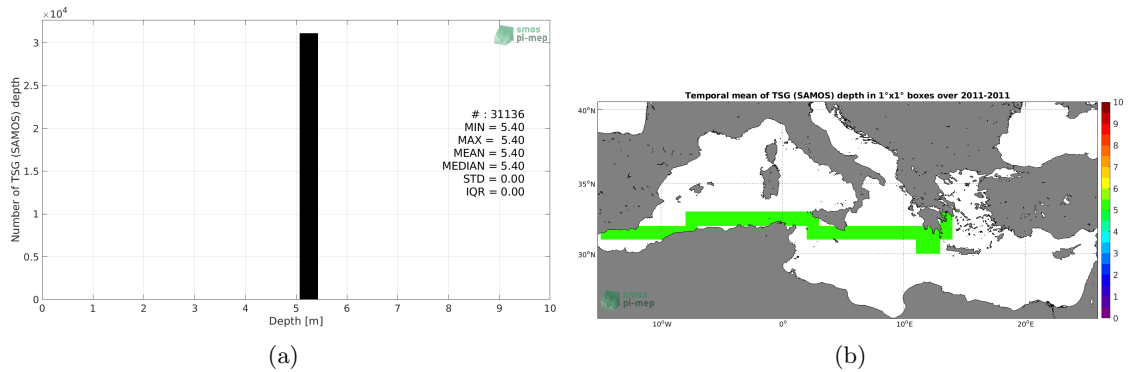 ×10⁴
3
2.5
2
1.5
1
0.5
0
Number of TSG (SAMOS) depth
smos
pi-mep
# : 31136
MIN = 5.40
MAX = 5.40
MEAN = 5.40
MEDIAN = 5.40
STD = 0.00
IQR = 0.00
0 1 2 3 4 5 6 7 8 9 10
Depth [m]
(a)
Temporal mean of TSG (SAMOS) depth in 1°x1° boxes over 2011-2011
40°N
35°N
30°N
10°W 0° 10°E 20°E
smos
pi-mep
10
9
8
7
6
5
4
3
2
1
0
(b)